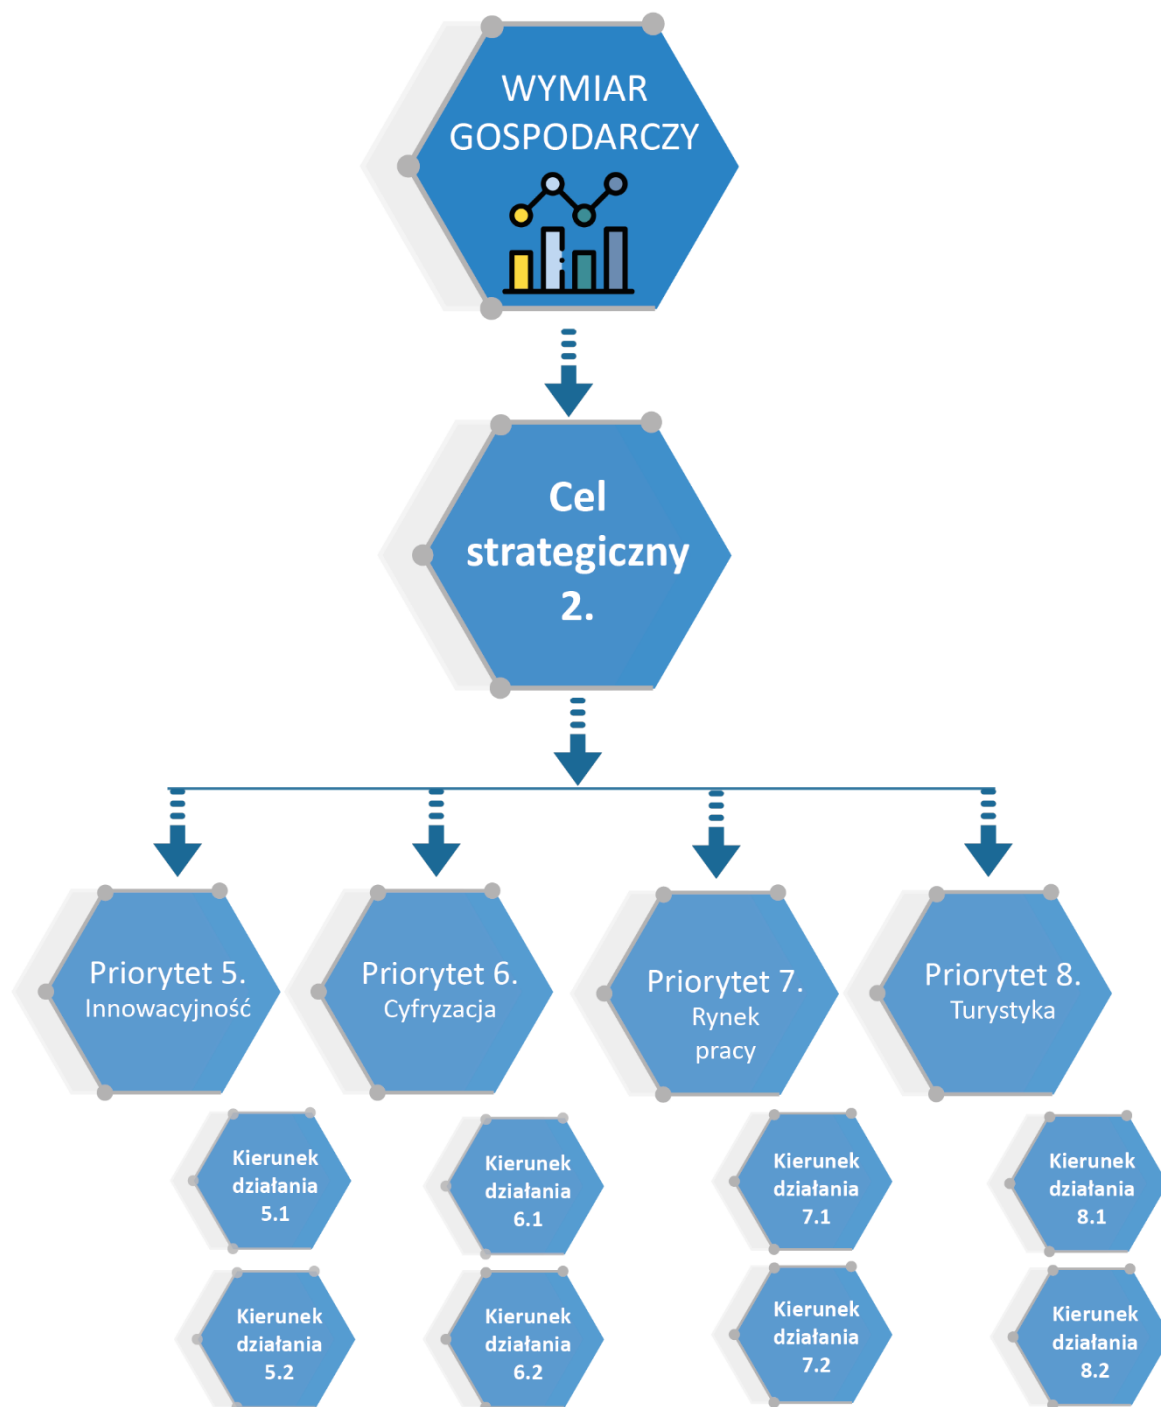 WYMIAR
GOSPODARCZY
Cel
strategiczny
2.
Priorytet 5.
Innowacyjność
Priorytet 6.
Cyfryzacja
Priorytet 7.
Rynek
pracy
Priorytet 8.
Turystyka
Kierunek
działania
5.1
Kierunek
działania
6.1
Kierunek
działania
7.1
Kierunek
działania
8.1
Kierunek
działania
5.2
Kierunek
działania
6.2
Kierunek
działania
7.2
Kierunek
działania
8.2